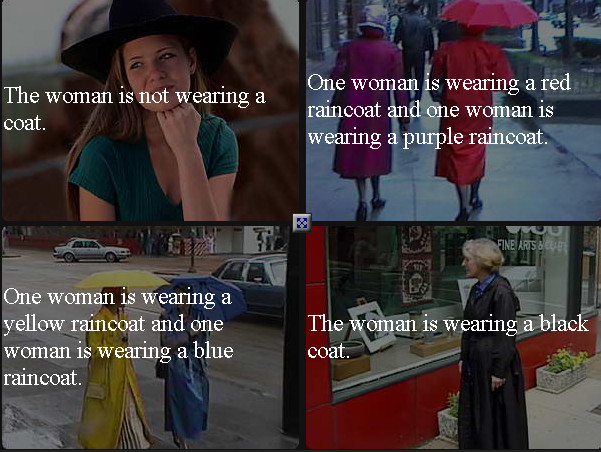 The woman is not wearing a
coat.
One woman is wearing a red
raincoat and one woman is
wearing a purple raincoat.
One woman is wearing a
yellow raincoat and one
woman is wearing a blue
raincoat.
FINE ARTS &
The woman is wearing a black
coat.